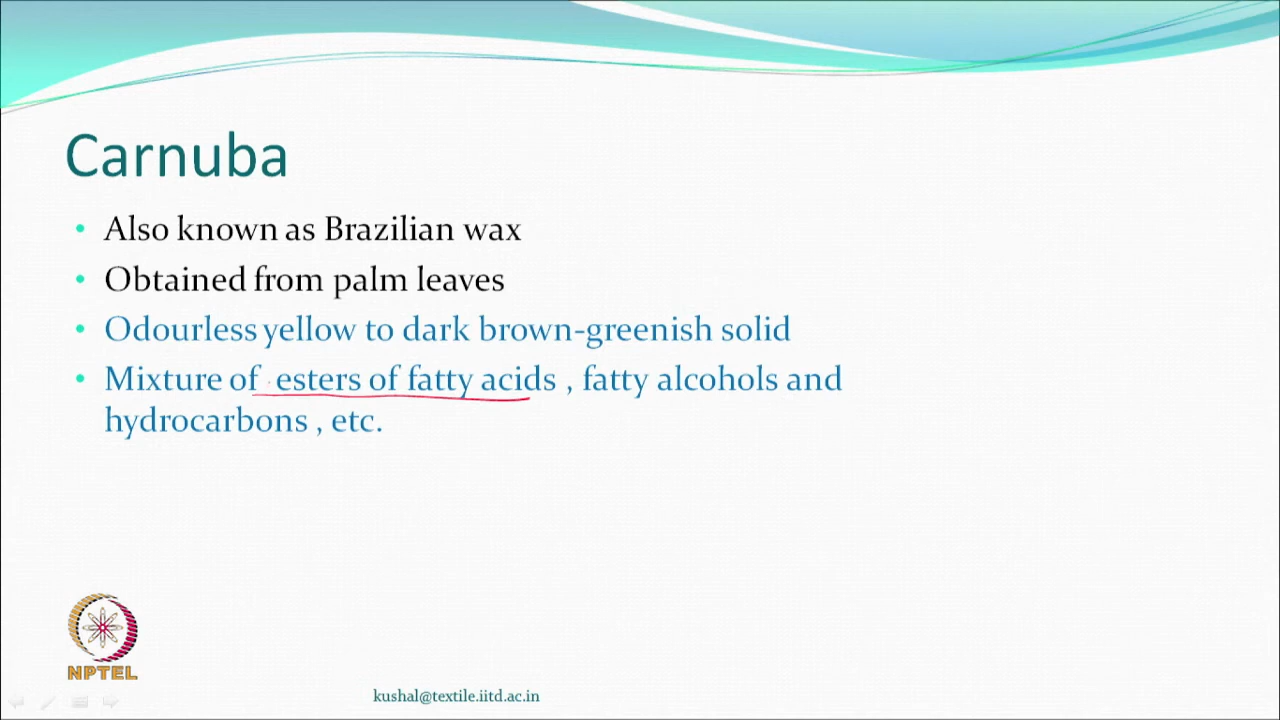 Carnuba
• Also known as Brazilian wax
• Obtained from palm leaves
• Odourless yellow to dark brown-greenish solid
• Mixture of esters of fatty acids , fatty alcohols and
hydrocarbons , etc.
NPTEL
kushal@textile.iitd.ac.in